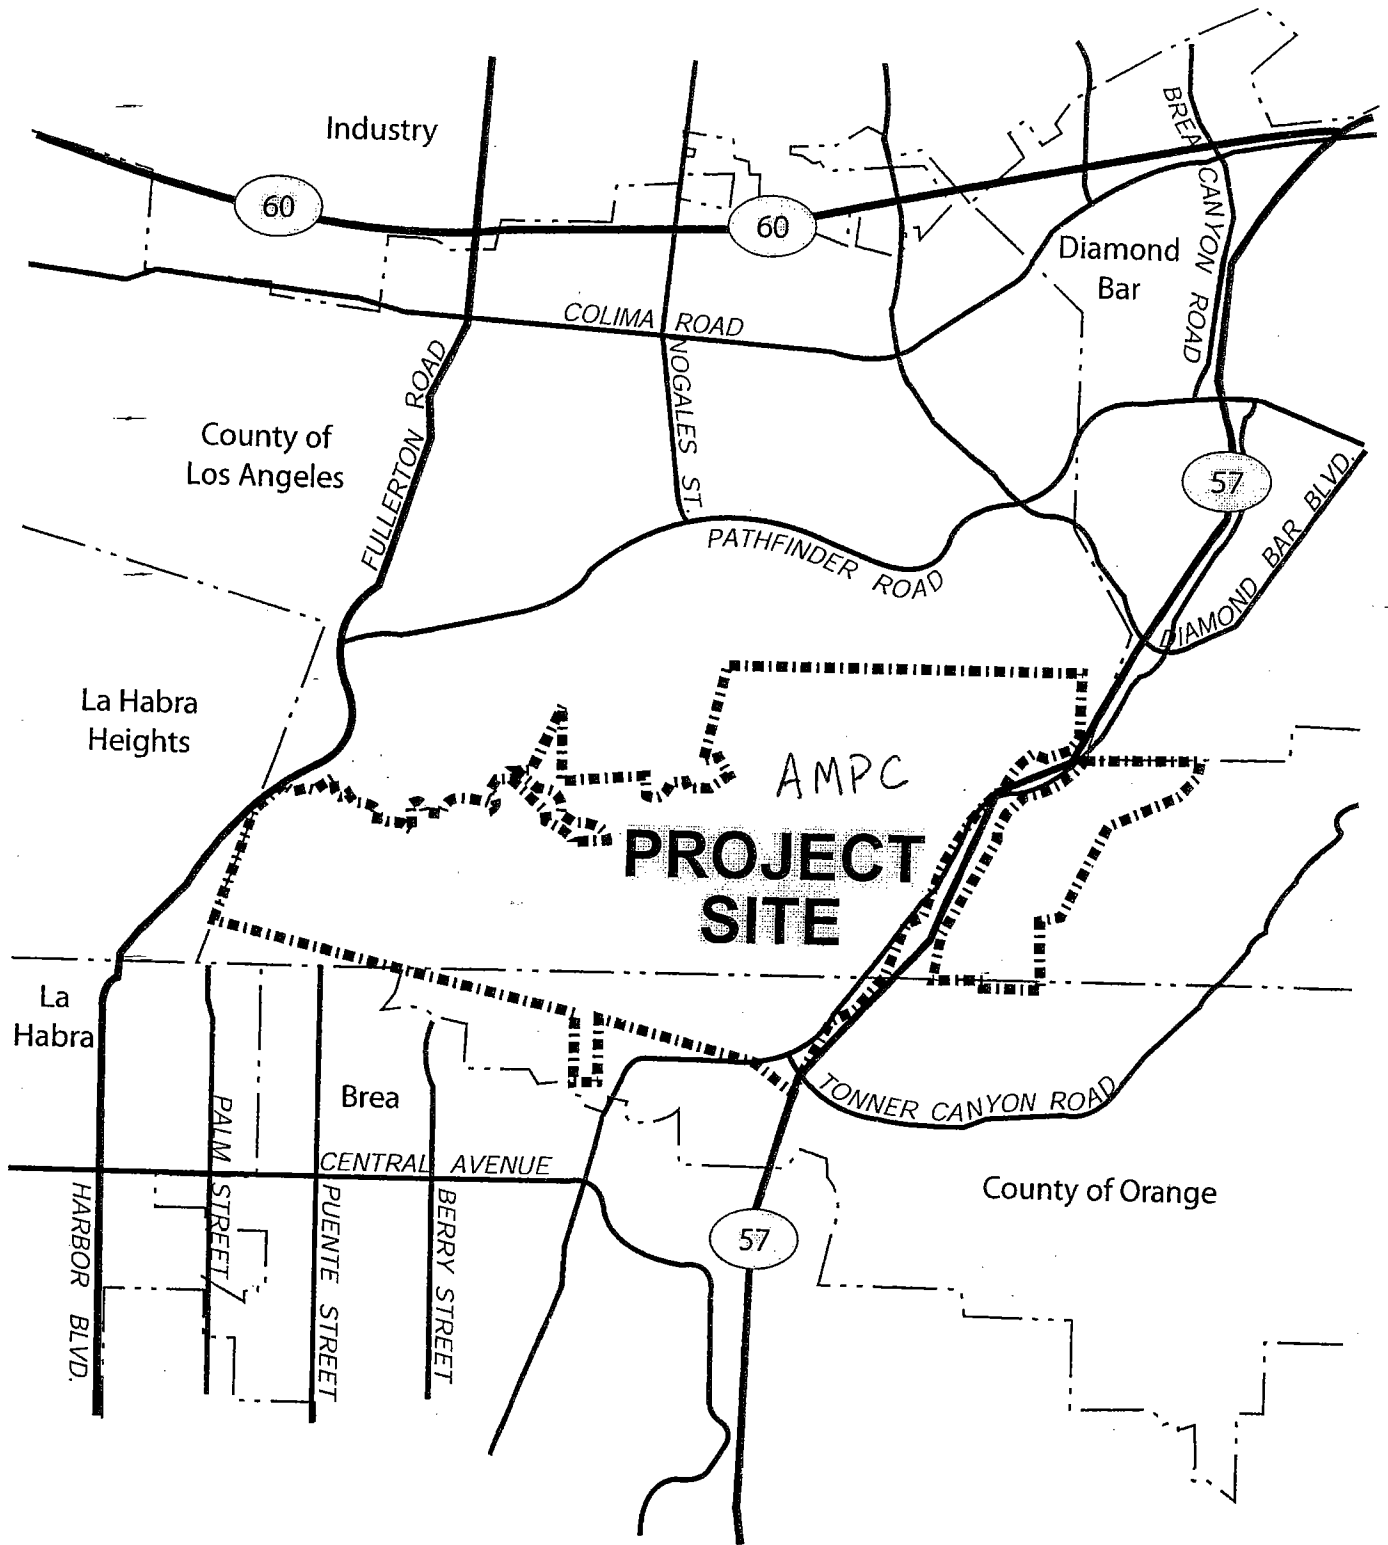 Industry
60
60
BREA CANYON ROAD
Diamond
Bar
COLIMA ROAD
FULLERTON ROAD
NOGALES ST.
County of
Los Angeles
57
DIAMOND BAR BLVD.
PATHFINDER ROAD
La Habra
Heights
AMPC
PROJECT
SITE
La
Habra
Brea
TONNER CANYON ROAD
CENTRAL AVENUE
County of Orange
HARBOR BLVD.
PALM STREET
PUENTE STREET
BERRY STREET
57